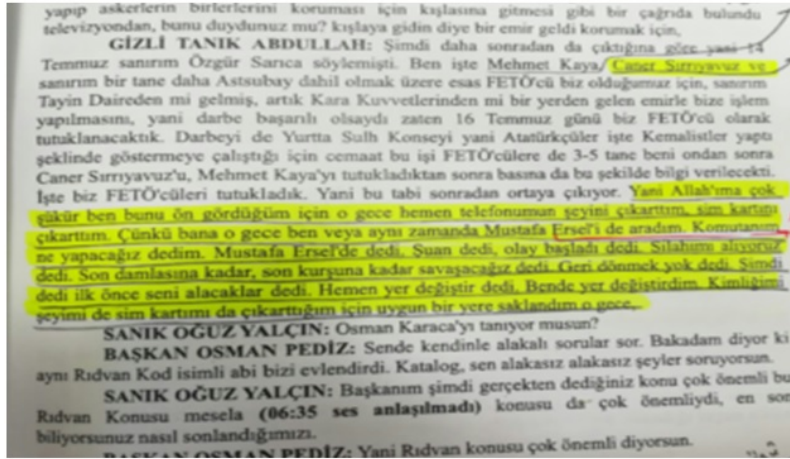 yapıp askerlerin birlerlerini koruması için kışlasına gitmesi gibi bir çağrıda bulundu
televizyondan, bunu duydunuz mu? kışlaya gidin diye bir emir geldi korumak için,
GİZLİ TANIK ABDULLAH: Şimdi daha sonradan da çıktığına göre yani 14
Temmuz sanırım Özgür Sarıca söylemişti. Ben işte Mehmet Kaya, Caner Sırrıyavuz ve
sanırım bir tane daha Astsubay dahil olmak üzere esas FETÖ'cü biz olduğumuz için, sanırım
Tayin Daireden mi gelmiş, artık Kara Kuvvetlerinden mi bir yerden gelen emirle bize işlem
yapılmasını, yani darbe başarılı olsaydı zaten 16 Temmuz günü biz FETÖ'cü olarak
tutuklanacaktık. Darbeyi de Yurtta Sulh Konseyi yani Atatürkçüler işte Kemalistler yaptı
şeklinde göstermeye çalıştığı için cemaat bu işi FETÖ'cülere de 3-5 tane beni ondan sonra
Caner Sırrıyavuz'u, Mehmet Kaya'yı tutukladıktan sonra basına da bu şekilde bilgi verilecekti.
İşte biz FETÖ'cüleri tutukladık. Yani bu tabi sonradan ortaya çıkıyor. Yani Allah'ıma çok
şükür ben bunu ön gördüğüm için o gece hemen telefonumun şeyini çıkarttım, sim kartını
çıkarttım. Çünkü bana o gece ben veya aynı zamanda Mustafa Ersel'i de aradım. Komutanım
ne yapacağız dedim. Mustafa Ersel'de dedi. Şuan dedi, olay başladı dedi. Silahımı alıyoruz
dedi. Son damlasına kadar, son kurşuna kadar savaşacağız dedi. Geri dönmek yok dedi. Şimdi
dedi ilk önce seni alacaklar dedi. Hemen yer değiştir dedi. Bende yer değiştirdim. Kimliğimi
şeyimi de sim kartımı da çıkarttığım için uygun bir yere saklandım o gece.
SANIK OĞUZ YALÇIN: Osman Karaca'yı tanıyor musun?
BAŞKAN OSMAN PEDİZ: Sende kendinle alakalı sorular sor. Bakadam diyor ki
aynı Rıdvan Kod isimli abi bizi evlendirdi. Katalog, sen alakasız alakasız şeyler soruyorsun.
SANIK OĞUZ YALÇIN: Başkanım şimdi gerçekten dediğiniz konu çok önemli bu
Rıdvan Konusu mesela (06:35 ses anlaşılmadı) konusu da çok önemliydi, en son
biliyorsunuz nasıl sonlandığımızı.
BAŞKAN OSMAN PEDİZ: Yani Rıdvan konusu çok önemli diyorsun.